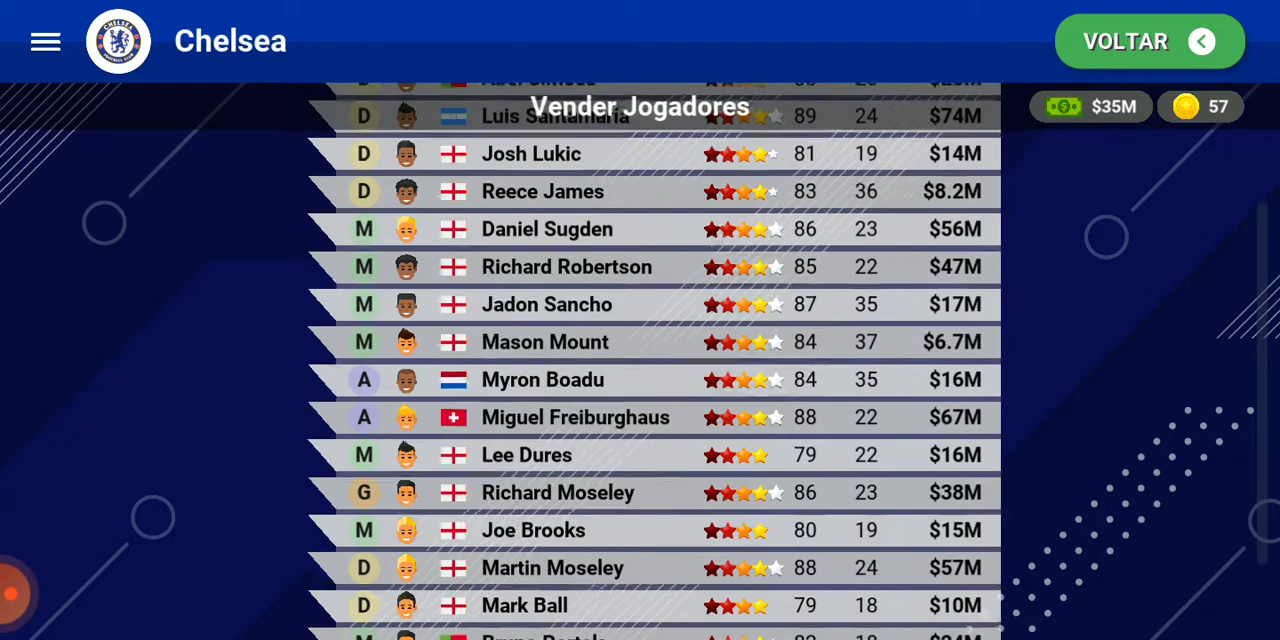 Chelsea
VOLTAR
Vender Jogadores
$35M 57
D Luis Santamaria 89 24 $74M
D Josh Lukic 81 19 $14M
D Reece James 83 36 $8.2M
M Daniel Sugden 86 23 $56M
M Richard Robertson 85 22 $47M
M Jadon Sancho 87 35 $17M
M Mason Mount 84 37 $6.7M
A Myron Boadu 84 35 $16M
A Miguel Freiburghaus 88 22 $67M
M Lee Dures 79 22 $16M
G Richard Moseley 86 23 $38M
M Joe Brooks 80 19 $15M
D Martin Moseley 88 24 $57M
D Mark Ball 79 18 $10M